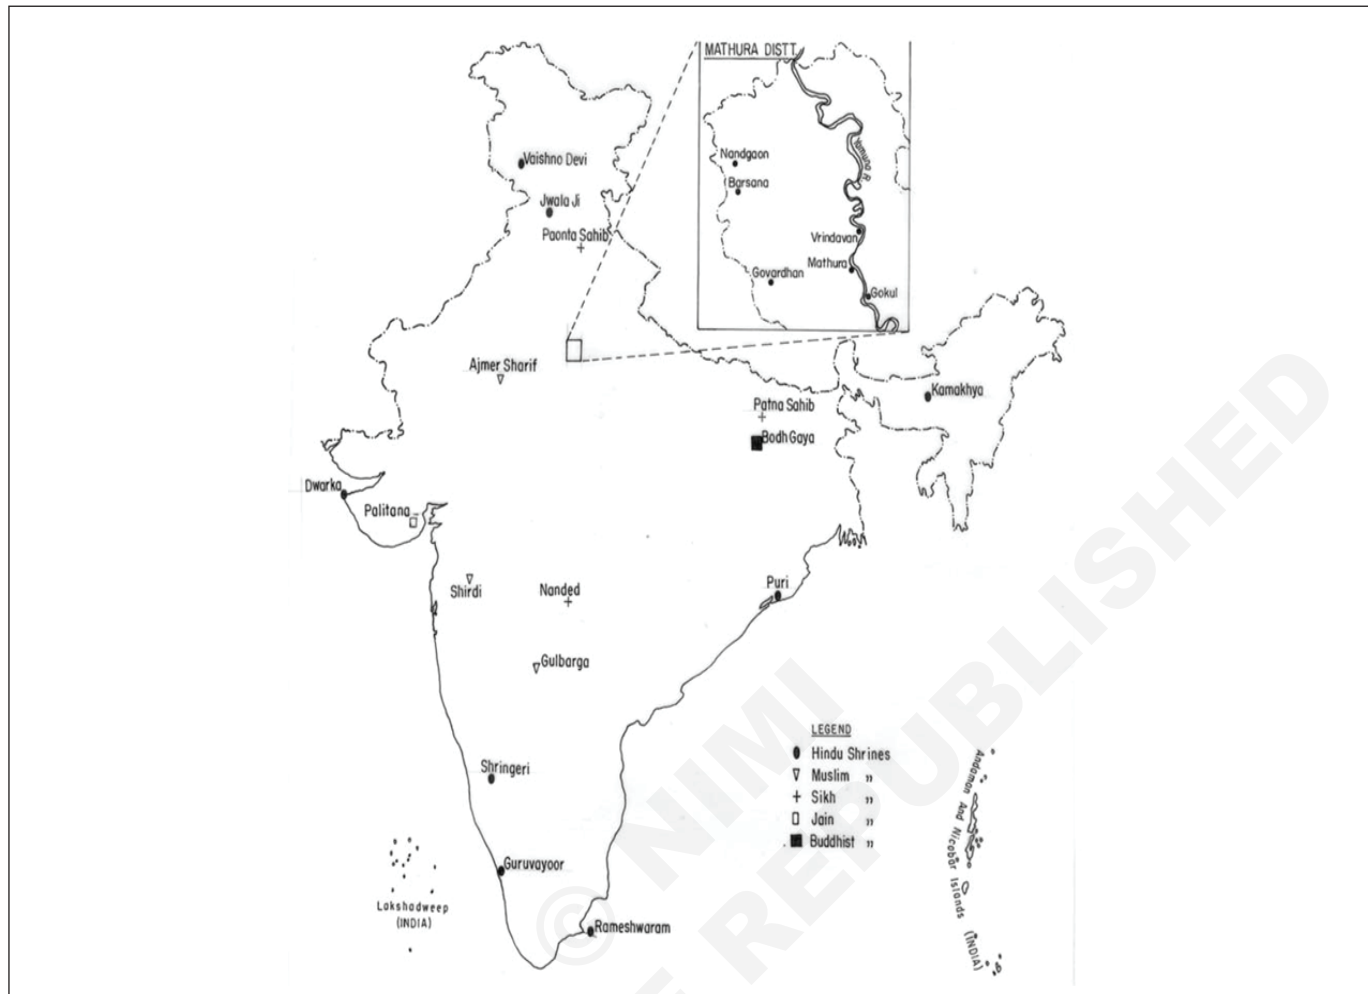 MATHURA DISTT.
Yamuna R.
Nandgaon
Barsana
Vrindavan
Mathura
Govardhan
Gokul
Vaishno Devi
Jwala Ji
Paonta Sahib
Ajmer Sharif
Kamakhya
Patna Sahib
Bodh Gaya
Dwarka
Palitana
Shirdi
Nanded
Puri
Gulbarga
Shringeri
Guruvayoor
Rameshwaram
Lakshadweep
(INDIA)
LEGEND
Hindu Shrines
Muslim "
Sikh "
Jain "
Buddhist "
Andaman And Nicobar Islands (INDIA)
© NIMI
E REPUBLISHED